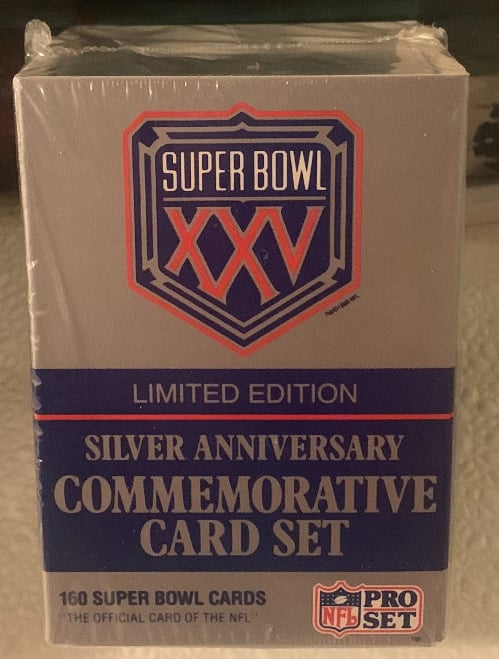 SUPER BOWL
XXV
LIMITED EDITION
SILVER ANNIVERSARY
COMMEMORATIVE
CARD SET
160 SUPER BOWL CARDS
"THE OFFICIAL CARD OF THE NFL"
NFL
PRO
SET